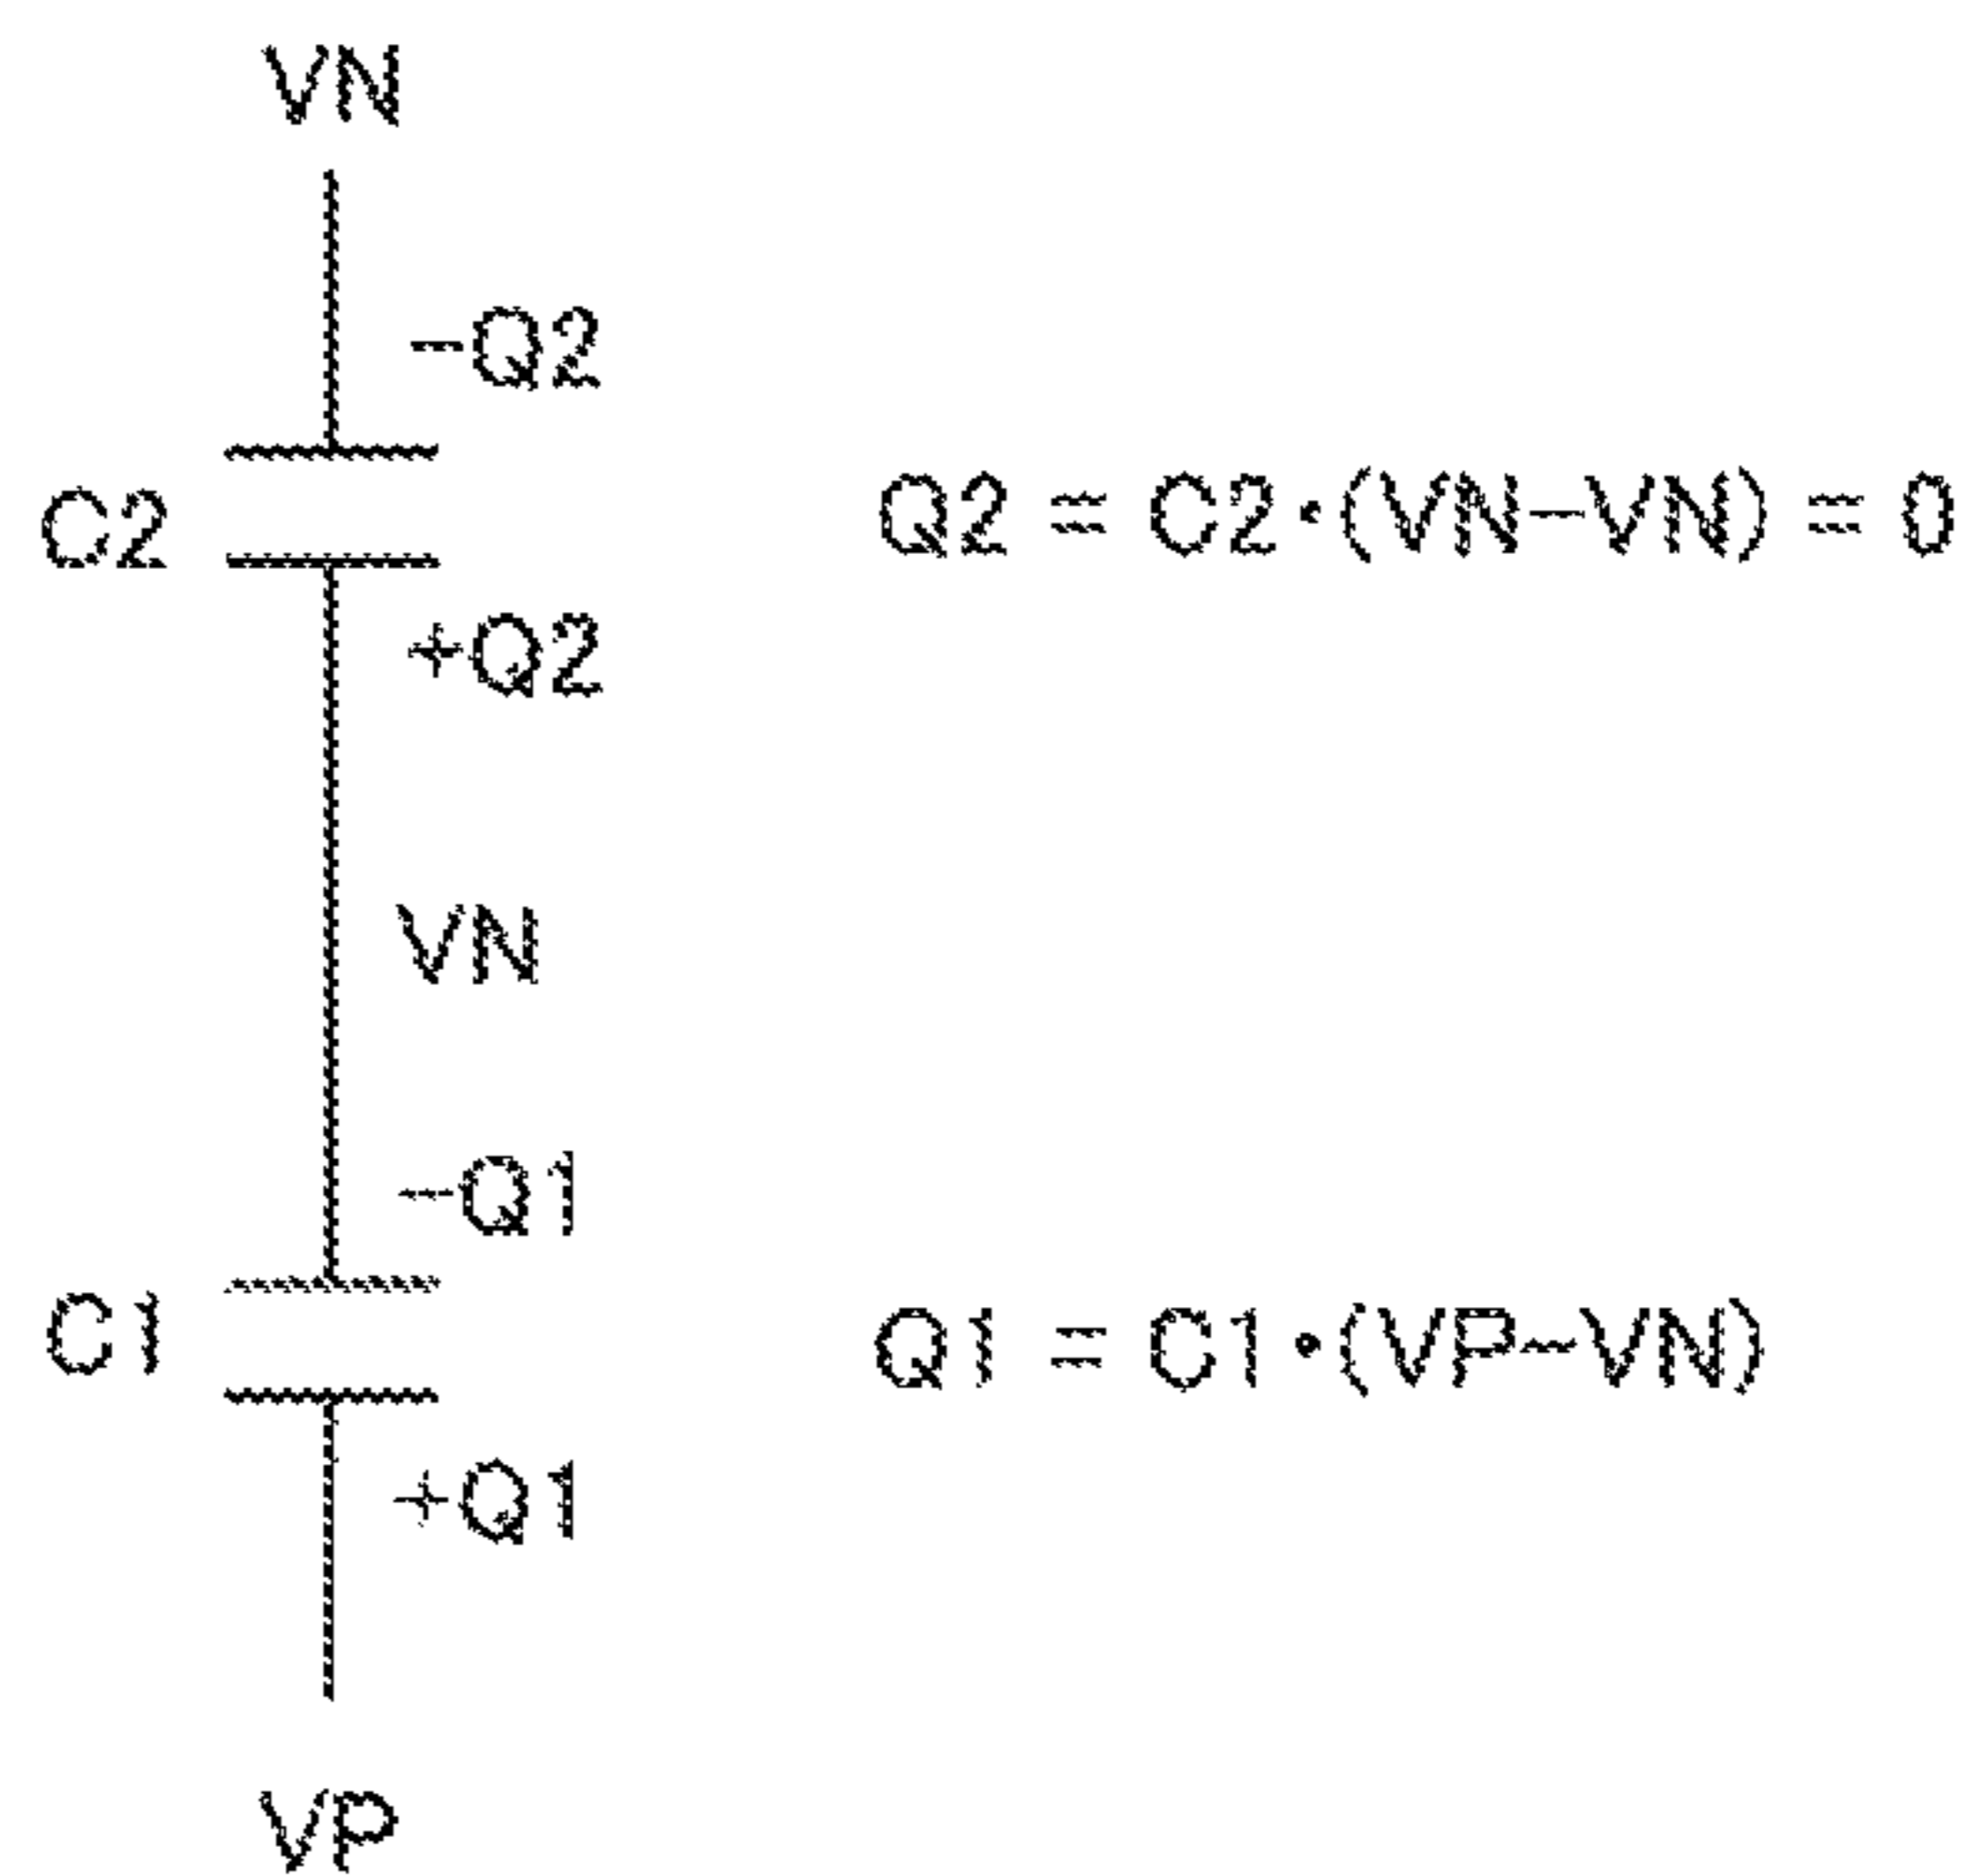 VN
-Q2
C2
Q2 = C2·(VN-VN) = 0
+Q2
VN
-Q1
C1
Q1 = C1·(VP-VN)
+Q1
VP